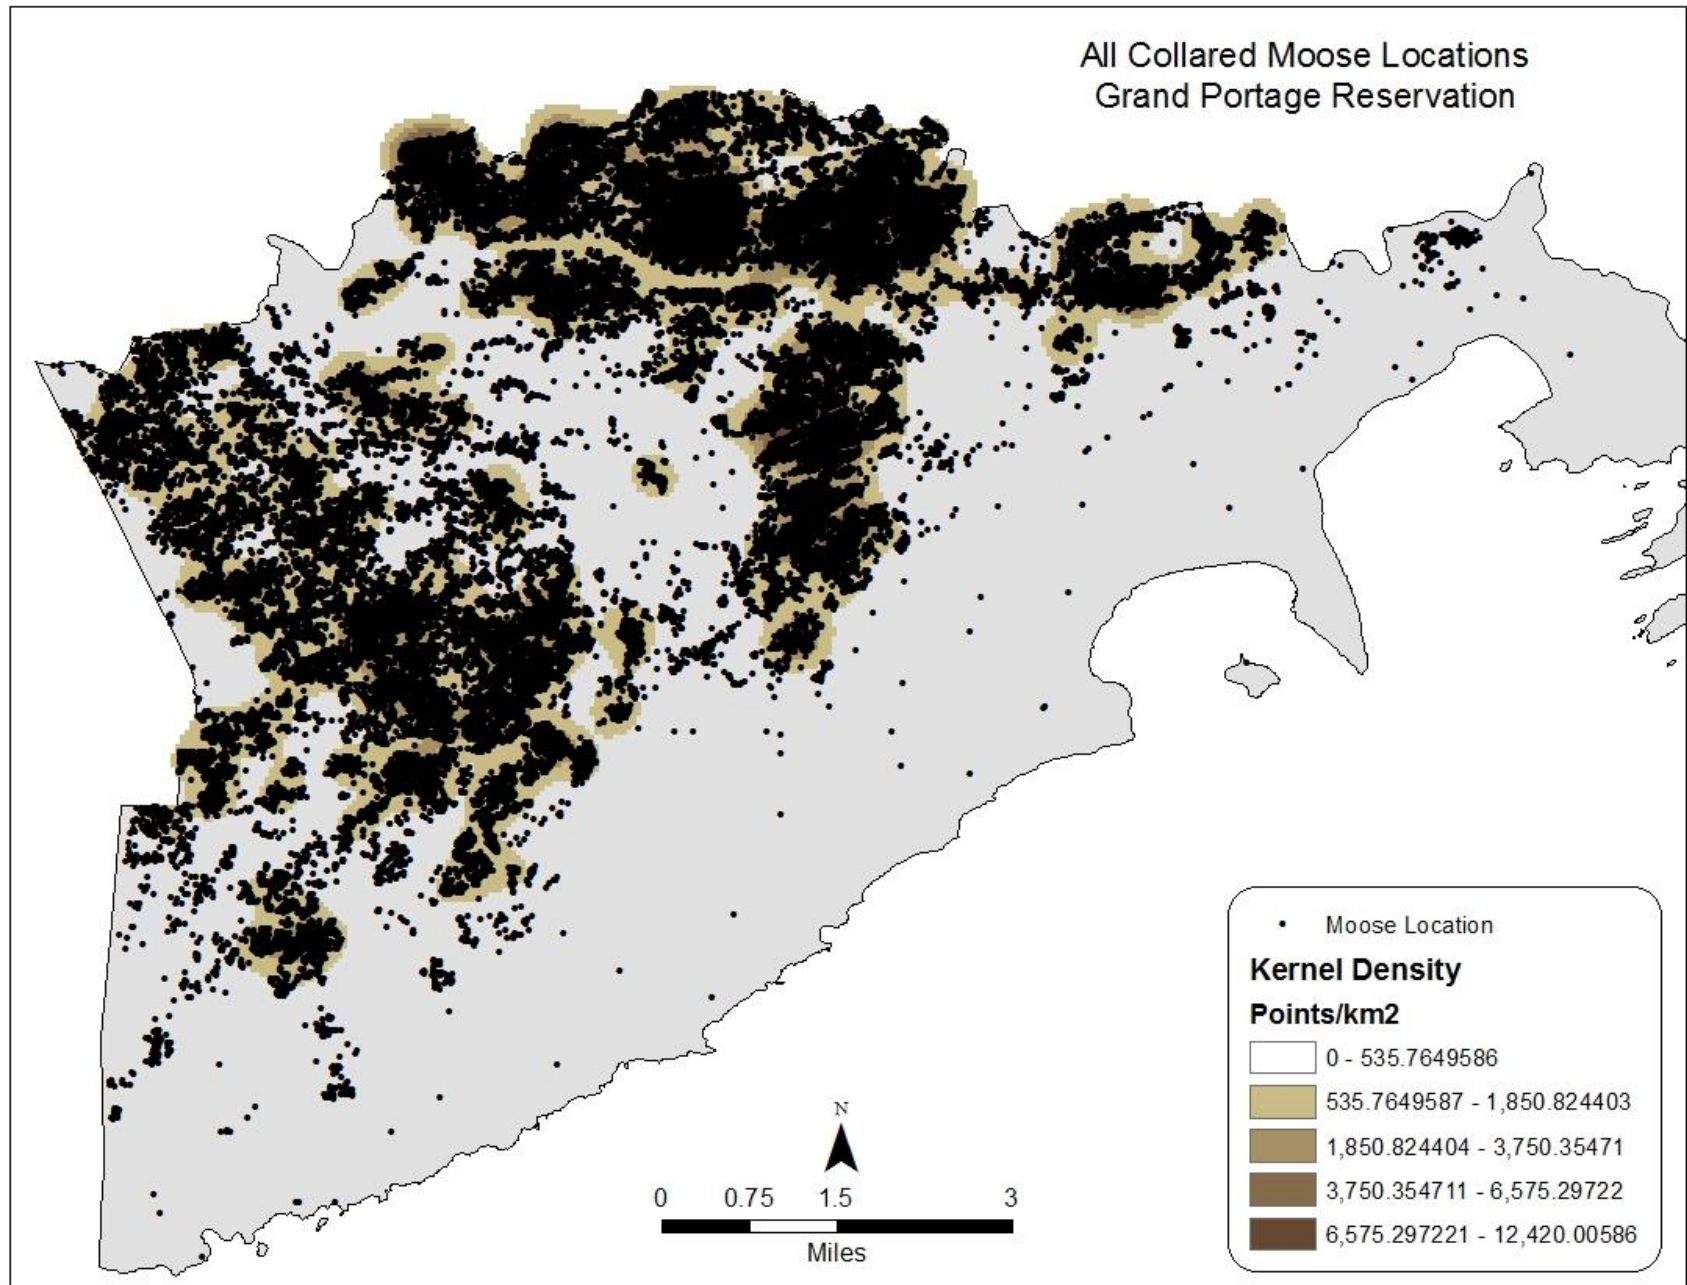 All Collared Moose Locations
Grand Portage Reservation
Moose Location
Kernel Density
Points/km2
0 - 535.7649586
535.7649587 - 1,850.824403
1,850.824404 - 3,750.35471
3,750.354711 - 6,575.29722
6,575.297221 - 12,420.00586
N
0 0.75 1.5 3
Miles